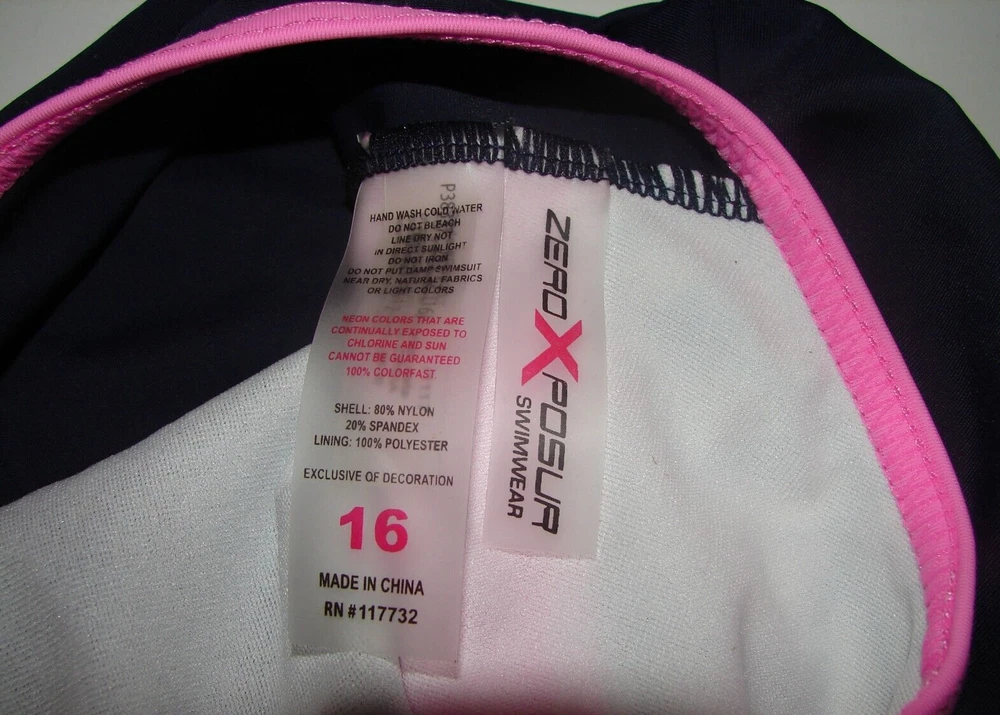 HAND WASH COLD WATER
DO NOT BLEACH
LINE DRY NOT
IN DIRECT SUNLIGHT
DO NOT IRON
DO NOT PUT DAMP SWIMSUIT
NEAR DRY, NATURAL FABRICS
OR LIGHT COLORS
NEON COLORS THAT ARE
CONTINUALLY EXPOSED TO
CHLORINE AND SUN
CANNOT BE GUARANTEED
100% COLORFAST
SHELL: 80% NYLON
20% SPANDEX
LINING: 100% POLYESTER
EXCLUSIVE OF DECORATION
16
MADE IN CHINA
RN #117732
ZEROXPOSUR
SWIMWEAR